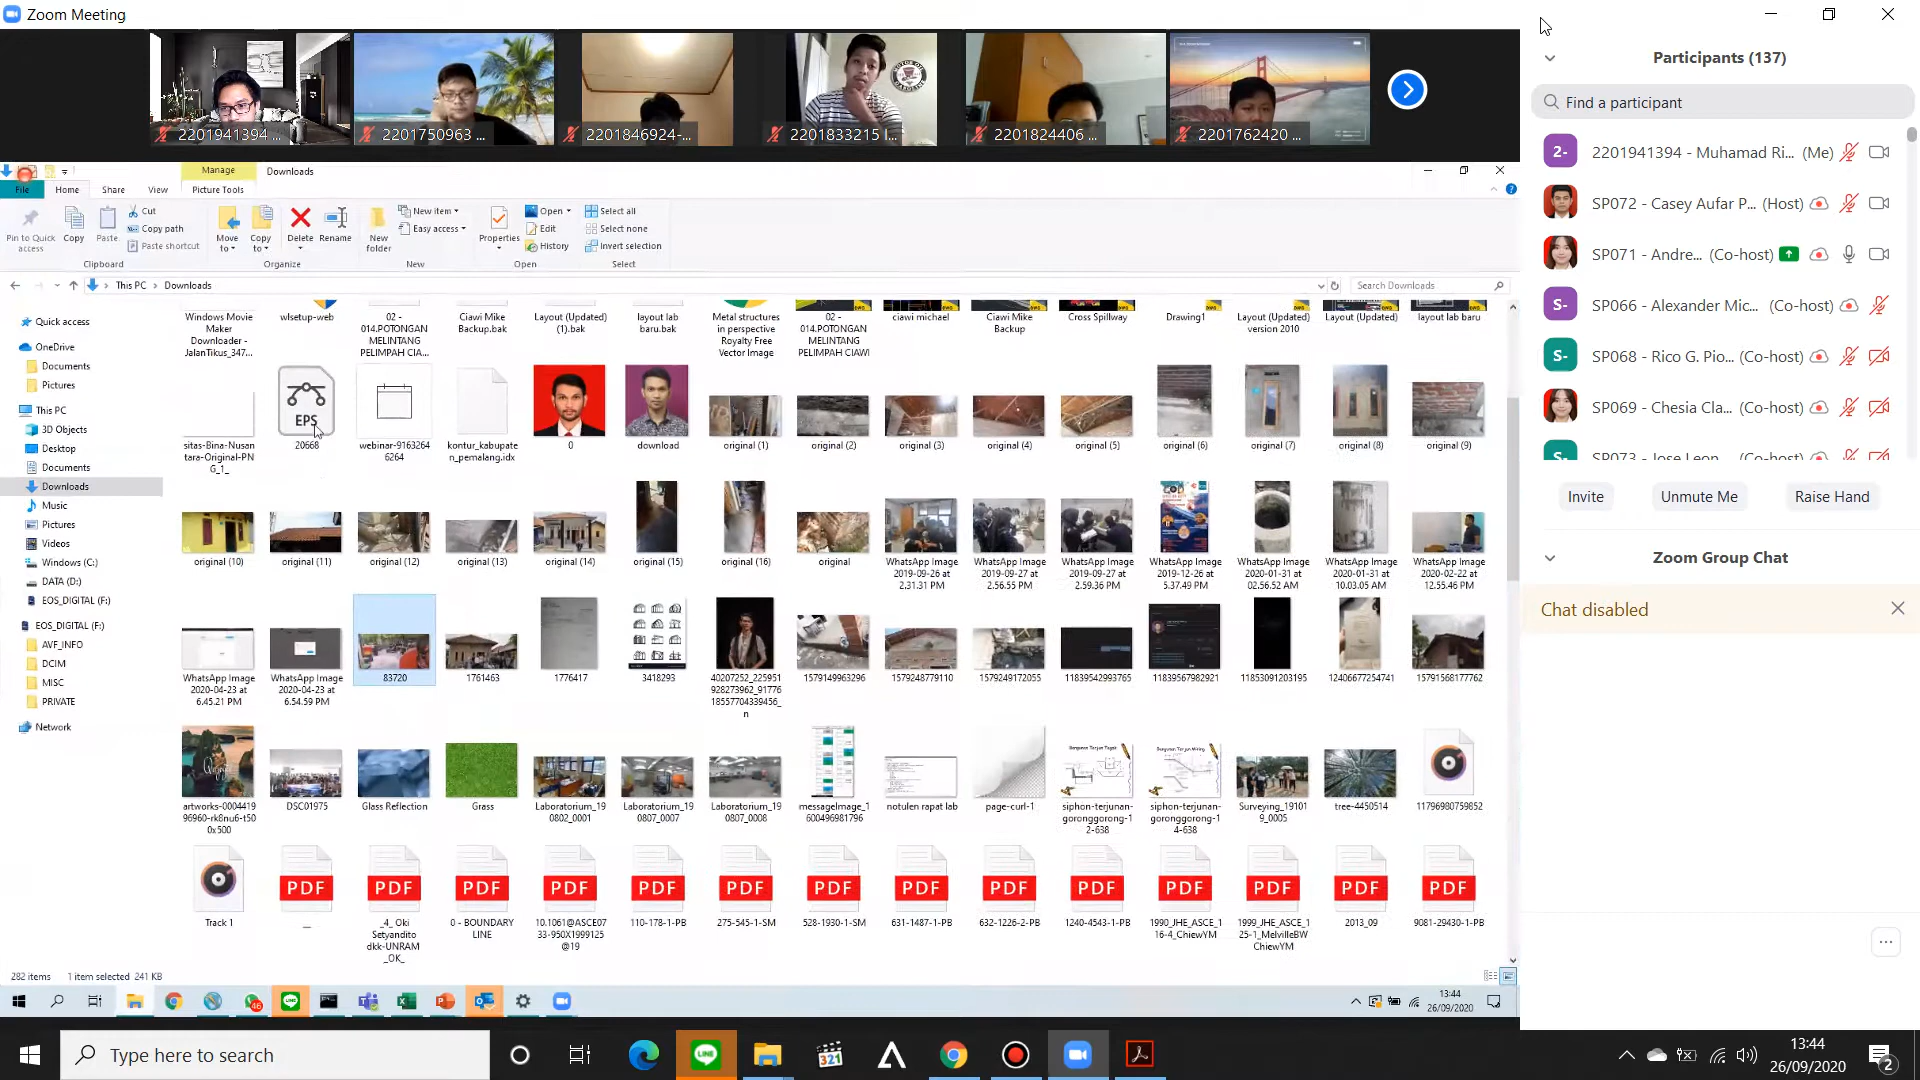 Zoom Meeting
2201941394 ...
2201750963 ...
2201846924-...
2201833215 I...
2201824406 ...
2201762420 ...
Manage
Downloads
File
Home
Share
View
Picture Tools
Pin to Quick access
Copy
Paste
Cut
Copy path
Paste shortcut
Move to
Copy to
Delete
Rename
New folder
New item
Easy access
Properties
Open
Edit
History
Select all
Select none
Invert selection
Clipboard
Organize
New
Open
Select
This PC > Downloads
Search Downloads
Quick access
OneDrive
Documents
Pictures
This PC
3D Objects
Desktop
Documents
Downloads
Music
Pictures
Videos
Windows (C:)
DATA (D:)
EOS_DIGITAL (F:)
EOS_DIGITAL (F:)
AVF_INFO
DCIM
MISC
PRIVATE
Network
Windows Movie Maker Downloader - JalanTikus_347...
wlsetup-web
02 - 014.POTONGAN MELINTANG PELIMPAH CIA...
Ciawi Mike Backup.bak
Layout (Updated) (1).bak
layout lab baru.bak
Metal structures in perspective Royalty Free Vector Image
02 - 014.POTONGAN MELINTANG PELIMPAH CIAWI
ciawi michael
Ciawi Mike Backup
Cross Spillway
Drawing1
Layout (Updated) version 2010
Layout (Updated)
layout lab baru
sitas-Bina-Nusantara-Original-PNG_1_
EPS
20668
webinar-91632646264
kontur_kabupaten_pemalang.idx
0
download
original (1)
original (2)
original (3)
original (4)
original (5)
original (6)
original (7)
original (8)
original (9)
original (10)
original (11)
original (12)
original (13)
original (14)
original (15)
original (16)
original
WhatsApp Image 2019-09-26 at 2.31.31 PM
WhatsApp Image 2019-09-27 at 2.56.55 PM
WhatsApp Image 2019-09-27 at 2.59.36 PM
WhatsApp Image 2019-12-26 at 5.37.49 PM
WhatsApp Image 2020-01-31 at 02.56.52 AM
WhatsApp Image 2020-01-31 at 10.03.05 AM
WhatsApp Image 2020-02-22 at 12.55.46 PM
WhatsApp Image 2020-04-23 at 6.45.21 PM
WhatsApp Image 2020-04-23 at 6.54.59 PM
83720
1761463
1776417
3418293
40207252_225951928273962_9177618557704339456_n
1579149963296
1579248779110
1579249172055
11839542993765
11839567982921
11853091203195
12406677254741
15791568177762
artworks-000441996960-rk8nu6-t500x500
DSC01975
Glass Reflection
Grass
Laboratorium_190802_0001
Laboratorium_190807_0007
Laboratorium_190807_0008
messageImage_1600496981796
notulen rapat lab
page-curl-1
siphon-terjunan-goronggorong-12-638
siphon-terjunan-goronggorong-14-638
Surveying_191019_0005
tree-4450514
11796980759852
Track 1
PDF
PDF
PDF
PDF
PDF
PDF
PDF
PDF
PDF
PDF
PDF
PDF
PDF
PDF
_
_4_ Oki Setyandito dkk-UNRAM_OK_
0 - BOUNDARY LINE
10.1061@ASCE0733-950X1999125@19
110-178-1-PB
275-545-1-SM
528-1930-1-SM
631-1487-1-PB
632-1226-2-PB
1240-4543-1-PB
1990_JHE_ASCE_116-4_ChiewYM
1999_JHE_ASCE_125-1_MelvilleBWChiewYM
2013_09
9081-29430-1-PB
282 items
1 item selected 241 KB
13:44
26/09/2020
Participants (137)
Find a participant
2- 2201941394 - Muhamad Ri... (Me)
SP072 - Casey Aufar P... (Host)
SP071 - Andre... (Co-host)
S- SP066 - Alexander Mic... (Co-host)
S- SP068 - Rico G. Pio... (Co-host)
SP069 - Chesia Cla... (Co-host)
S- SP073 - Jose Leon... (Co-host)
Invite
Unmute Me
Raise Hand
Zoom Group Chat
Chat disabled
Type here to search
321
13:44
26/09/2020
2